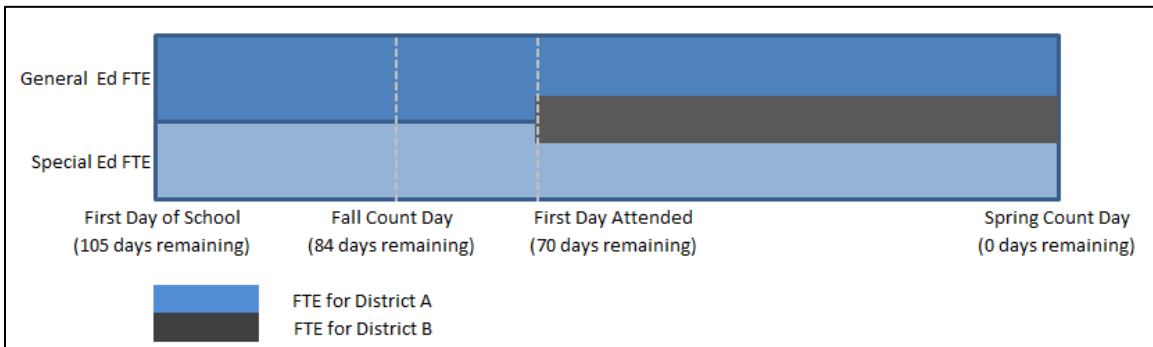 General Ed FTE
Special Ed FTE
First Day of School
(105 days remaining)
Fall Count Day
(84 days remaining)
First Day Attended
(70 days remaining)
Spring Count Day
(0 days remaining)
FTE for District A
FTE for District B